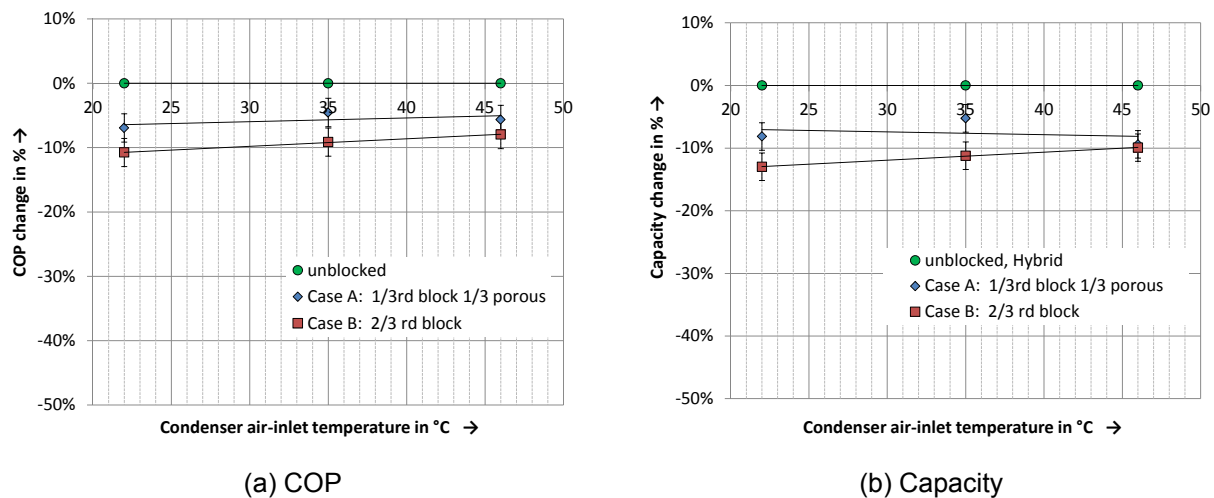 10%
0%
-10%
-20%
-30%
-40%
-50%
20 25 30 35 40 45 50
COP change in % →
unblocked
Case A: 1/3rd block 1/3 porous
Case B: 2/3 rd block
Condenser air-inlet temperature in °C →
(a) COP
10%
0%
-10%
-20%
-30%
-40%
-50%
20 25 30 35 40 45 50
Capacity change in % →
unblocked, Hybrid
Case A: 1/3rd block 1/3 porous
Case B: 2/3 rd block
Condenser air-inlet temperature in °C →
(b) Capacity